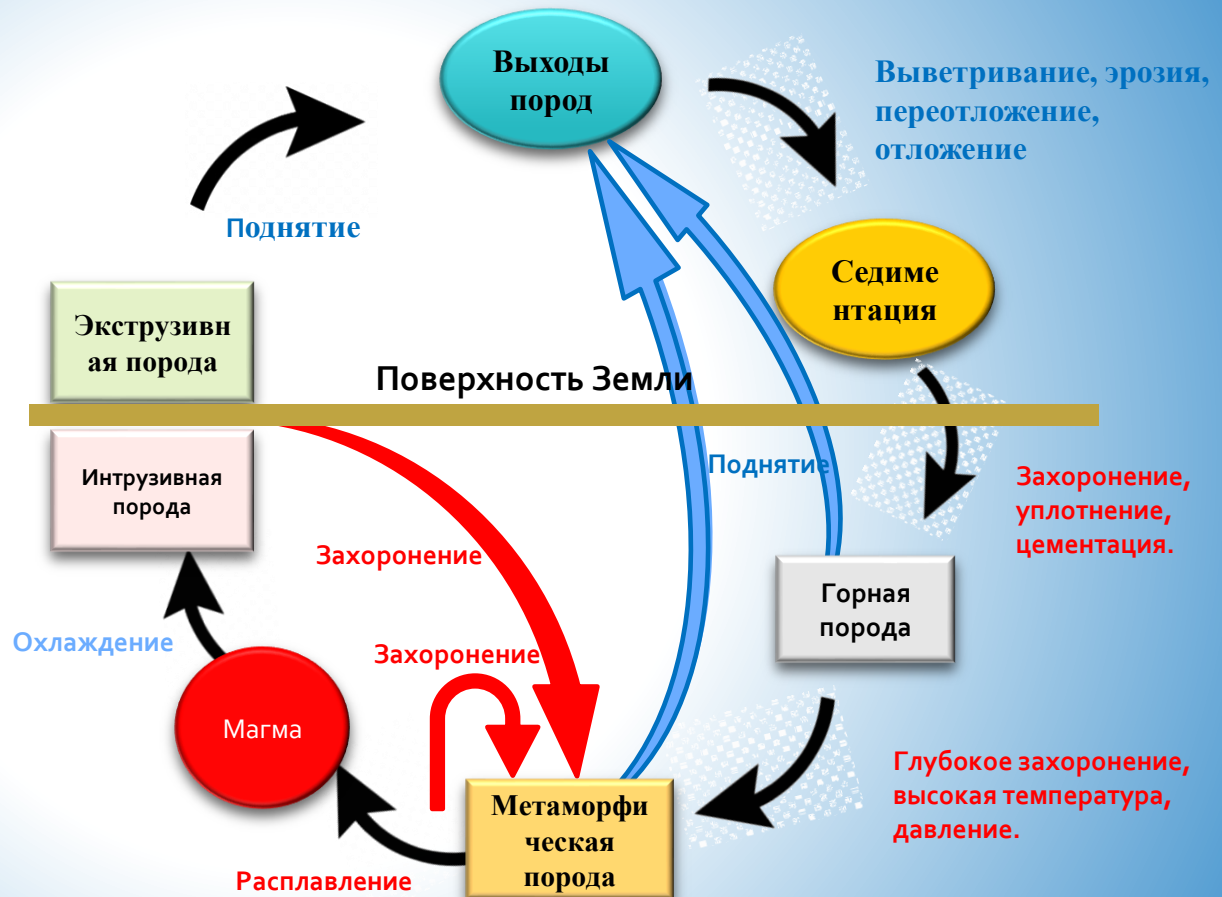 Выходы
пород
Выветривание, эрозия,
переотложение,
отложение
Поднятие
Седиме
нтация
Экструзивн
ая порода
Поверхность Земли
Интрузивная
порода
Поднятие
Захоронение,
уплотнение,
цементация.
Захоронение
Горная
порода
Охлаждение
Захоронение
Магма
Глубокое захоронение,
высокая температура,
давление.
Метаморфи
ческая
порода
Расплавление